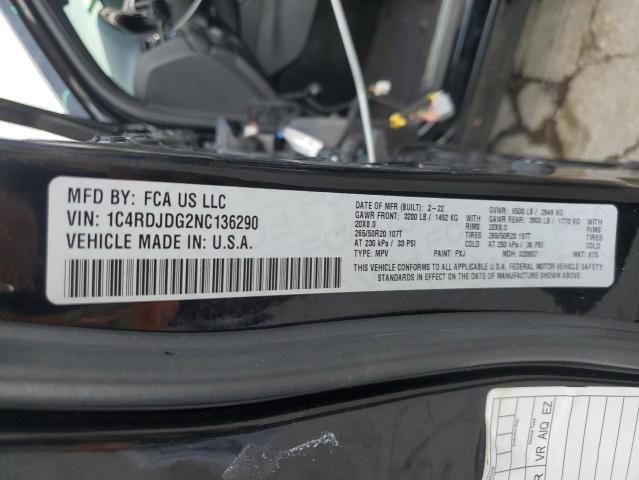 MFD BY: FCA US LLC
VIN: 1C4RDJDG2NC136290
VEHICLE MADE IN: U.S.A.
DATE OF MFR (BUILT): 2-22 GVWR: 6500 LB / 2949 KG
GAWR FRONT: 3200 LB / 1452 KG WITH GAWR REAR: 3900 LB / 1770 KG WITH
20X8.0 RIMS 20X8.0 RIMS
265/50R20 107T TIRES 265/50R20 107T TIRES
AT 230 kPa / 33 PSI AT 250 kPa / 36 PSI
TYPE: MPV PAINT: PXJ MDH: 020807 MKT: 875
THIS VEHICLE CONFORMS TO ALL APPLICABLE U.S.A. FEDERAL MOTOR VEHICLE SAFETY
STANDARDS IN EFFECT ON THE DATE OF MANUFACTURE SHOWN ABOVE.
VR AIQ EZ